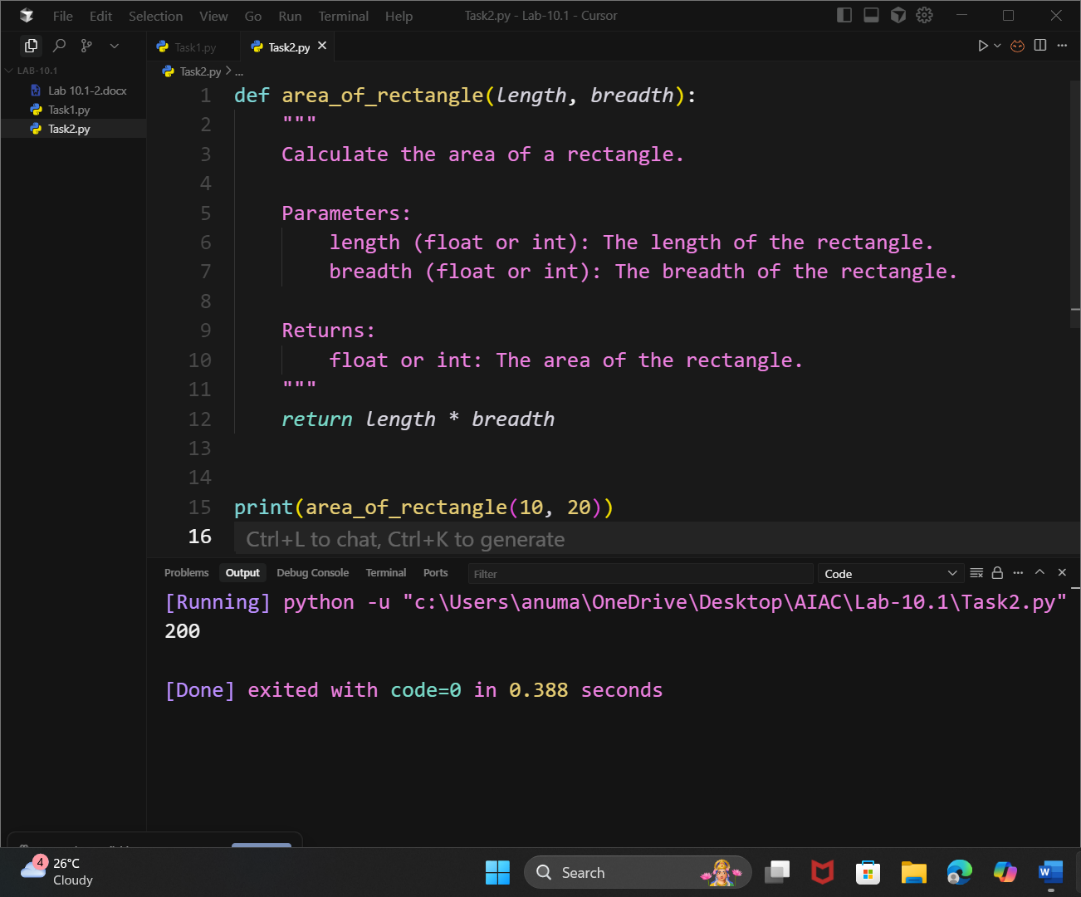 File Edit Selection View Go Run Terminal Help Task2.py - Lab-10.1 - Cursor
Task1.py Task2.py
LAB-10.1
Lab 10.1-2.docx
Task1.py
Task2.py
Task2.py > ...
1 def area_of_rectangle(length, breadth):
2 """
3 Calculate the area of a rectangle.
4
5 Parameters:
6 length (float or int): The length of the rectangle.
7 breadth (float or int): The breadth of the rectangle.
8
9 Returns:
10 float or int: The area of the rectangle.
11 """
12 return length * breadth
13
14
15 print(area_of_rectangle(10, 20))
16 Ctrl+L to chat, Ctrl+K to generate
Problems Output Debug Console Terminal Ports Filter Code
[Running] python -u "c:\Users\anuma\OneDrive\Desktop\AIAC\Lab-10.1\Task2.py"
200
[Done] exited with code=0 in 0.388 seconds
4
26°C
Cloudy
Search
W